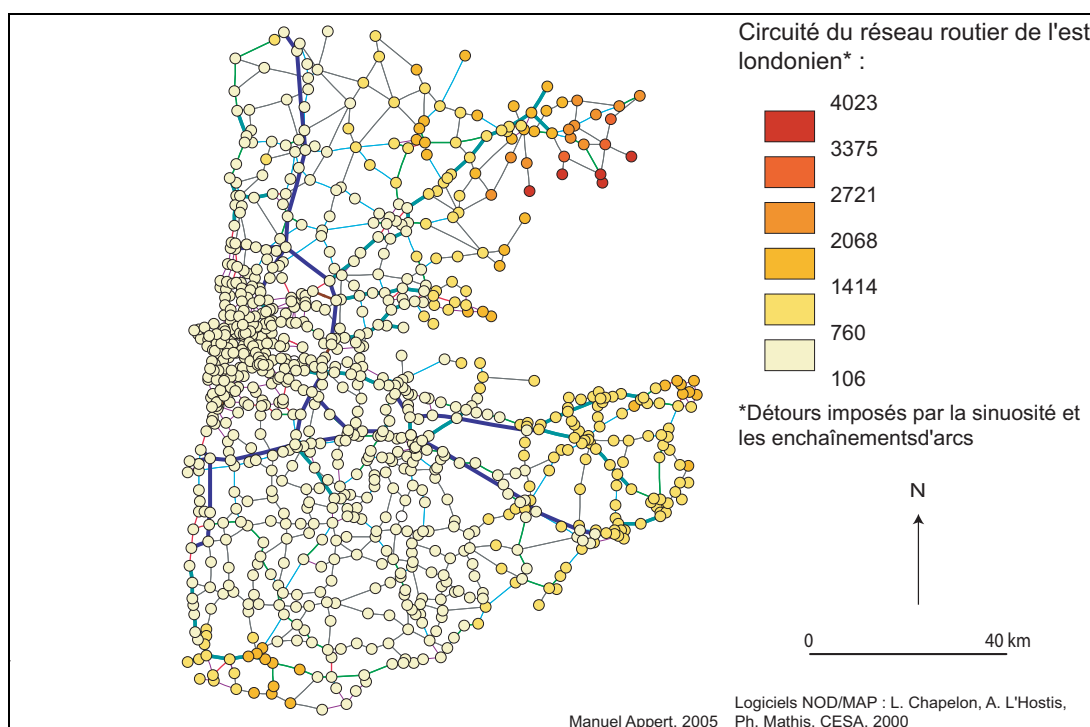 Circuité du réseau routier de l'est
londonien* :
4023
3375
2721
2068
1414
760
106
*Détours imposés par la sinuosité et
les enchaînementsd'arcs
N
0 40 km
Manuel Appert, 2005
Logiciels NOD/MAP : L. Chapelon, A. L'Hostis,
Ph. Mathis, CESA, 2000